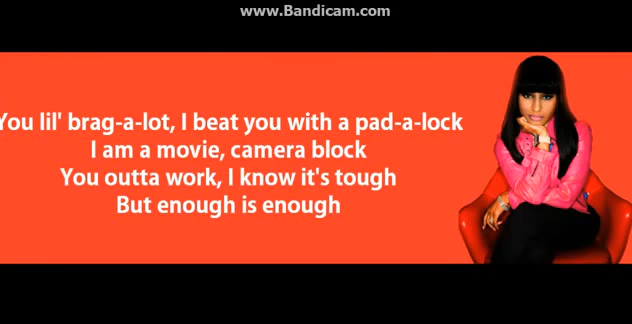 www.Bandicam.com
You lil' brag-a-lot, I beat you with a pad-a-lock
I am a movie, camera block
You outta work, I know it's tough
But enough is enough